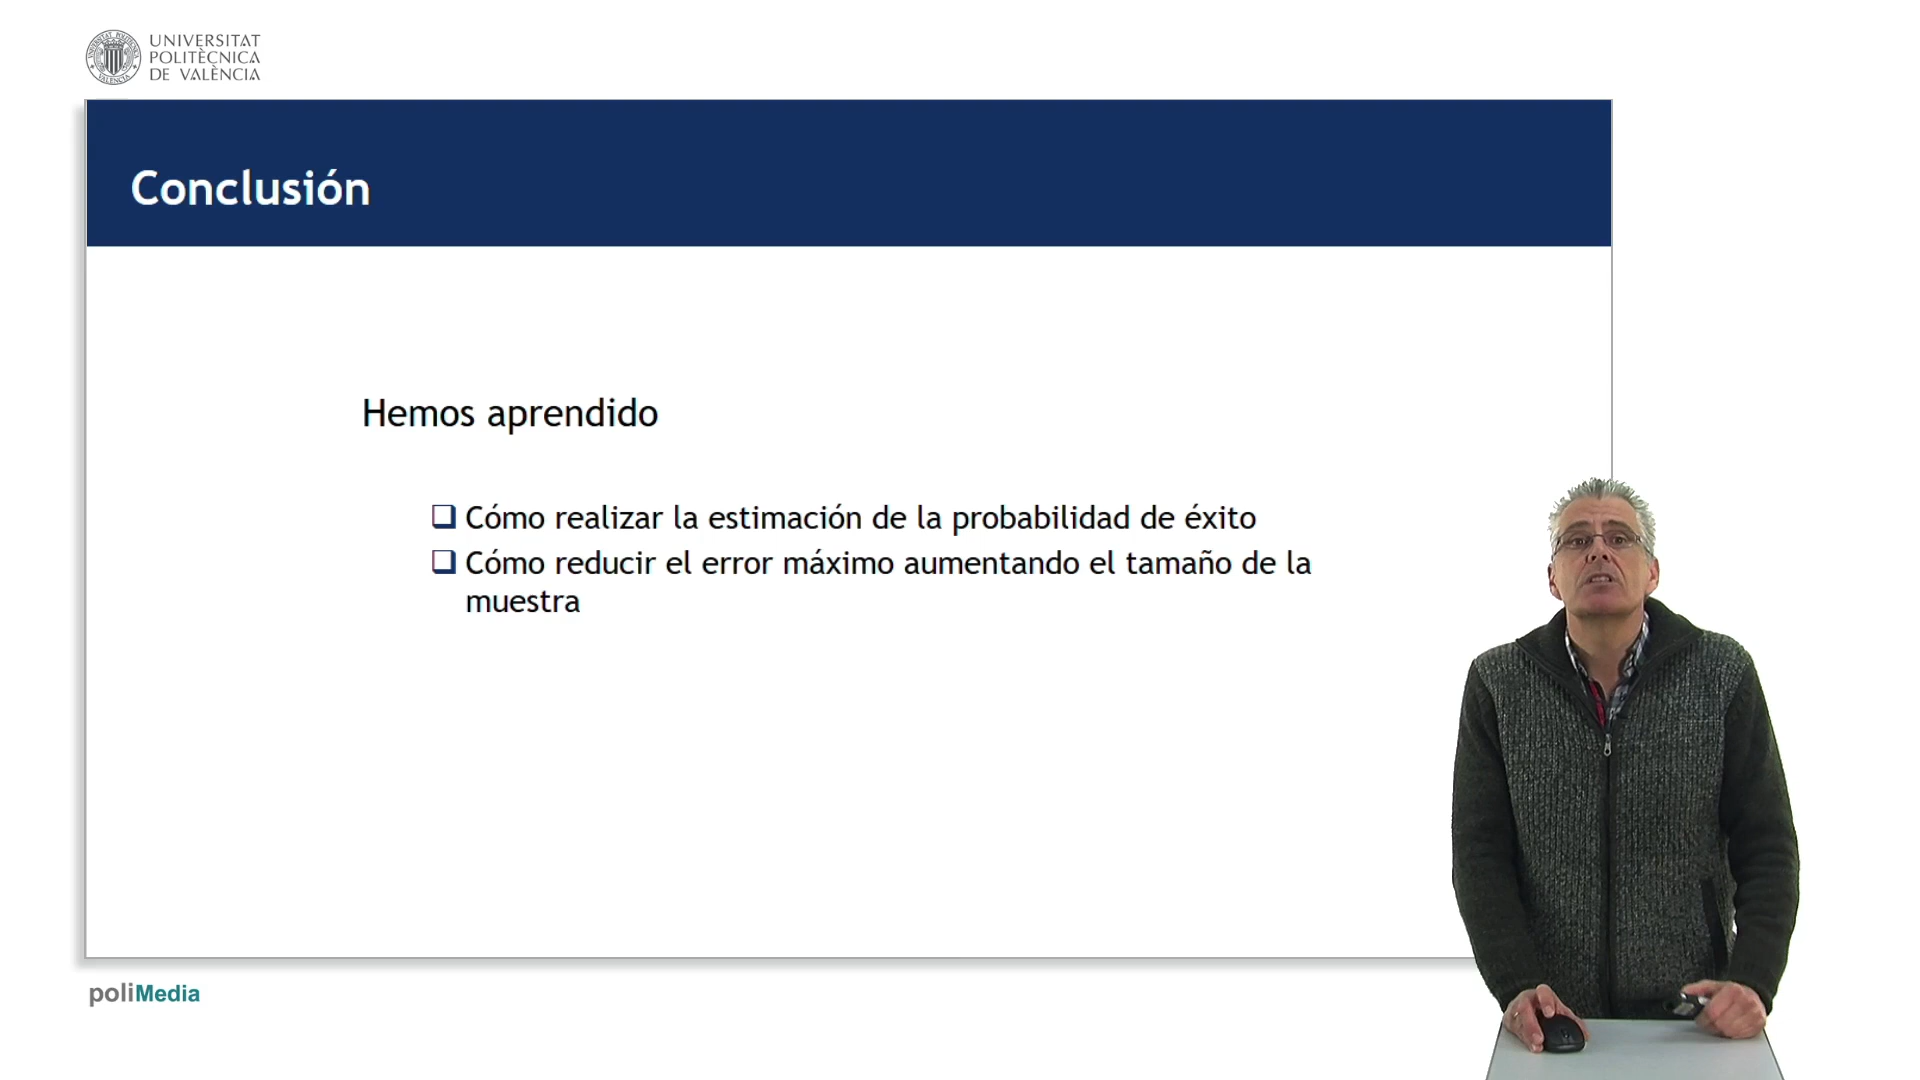 UNIVERSITAT
POLITÈCNICA
DE VALÈNCIA
Conclusión
Hemos aprendido
Cómo realizar la estimación de la probabilidad de éxito
Cómo reducir el error máximo aumentando el tamaño de la
muestra
poliMedia